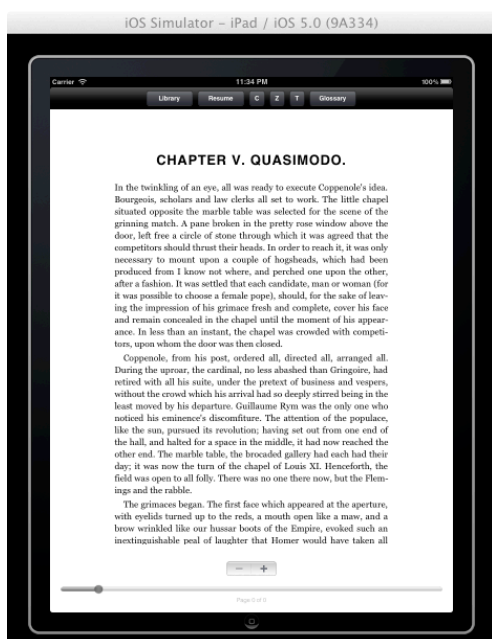 iOS Simulator – iPad / iOS 5.0 (9A334)
Carrier 11:34 PM 100%
Library Resume C Z T Glossary
CHAPTER V. QUASIMODO.
In the twinkling of an eye, all was ready to execute Coppenole's idea.
Bourgeois, scholars and law clerks all set to work. The little chapel
situated opposite the marble table was selected for the scene of the
grinning match. A pane broken in the pretty rose window above the
door, left free a circle of stone through which it was agreed that the
competitors should thrust their heads. In order to reach it, it was only
necessary to mount upon a couple of hogsheads, which had been
produced from I know not where, and perched one upon the other,
after a fashion. It was settled that each candidate, man or woman (for
it was possible to choose a female pope), should, for the sake of leav-
ing the impression of his grimace fresh and complete, cover his face
and remain concealed in the chapel until the moment of his appear-
ance. In less than an instant, the chapel was crowded with competi-
tors, upon whom the door was then closed.
Coppenole, from his post, ordered all, directed all, arranged all.
During the uproar, the cardinal, no less abashed than Gringoire, had
retired with all his suite, under the pretext of business and vespers,
without the crowd which his arrival had so deeply stirred being in the
least moved by his departure. Guillaume Rym was the only one who
noticed his eminence's discomfiture. The attention of the populace,
like the sun, pursued its revolution; having set out from one end of
the hall, and halted for a space in the middle, it had now reached the
other end. The marble table, the brocaded gallery had each had their
day; it was now the turn of the chapel of Louis XI. Henceforth, the
field was open to all folly. There was no one there now, but the Flem-
ings and the rabble.
The grimaces began. The first face which appeared at the aperture,
with eyelids turned up to the reds, a mouth open like a maw, and a
brow wrinkled like our hussar boots of the Empire, evoked such an
inextinguishable peal of laughter that Homer would have taken all
− +
Page 0 of 0